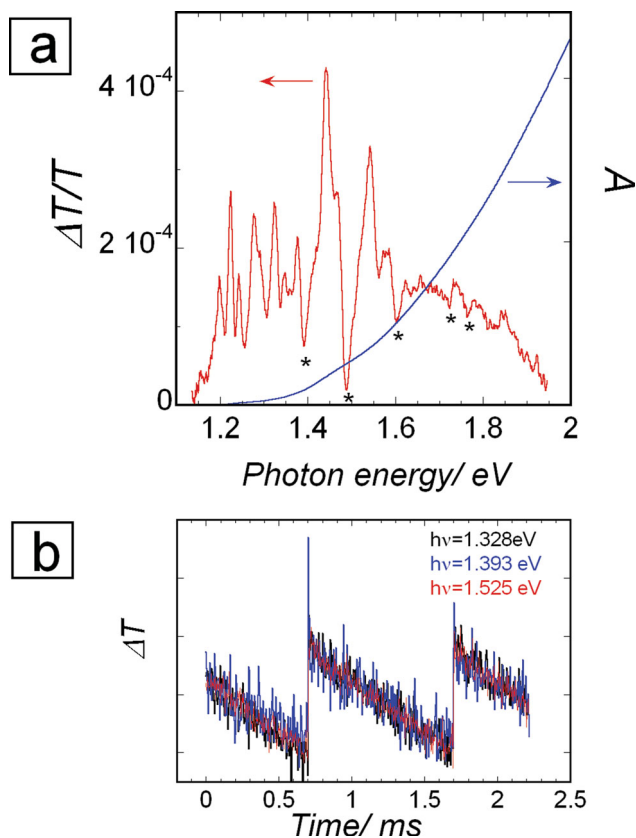 a
4 10-4
2 10-4
0
ΔT/T
A
*
*
*
*
*
1.2 1.4 1.6 1.8 2
Photon energy/ eV
b
hν=1.328eV
hν=1.393 eV
hν=1.525 eV
ΔT
0 0.5 1 1.5 2 2.5
Time/ ms